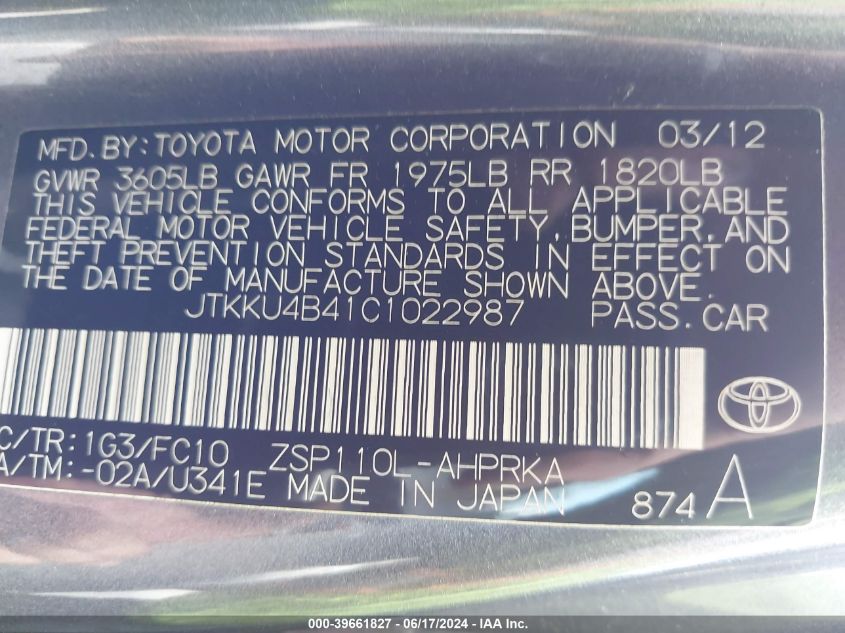 MFD. BY: TOYOTA MOTOR CORPORATION 03/12
GVWR 3605LB GAWR FR 1975LB RR 1820LB
THIS VEHICLE CONFORMS TO ALL APPLICABLE
FEDERAL MOTOR VEHICLE SAFETY, BUMPER, AND
THEFT PREVENTION STANDARDS IN EFFECT ON
THE DATE OF MANUFACTURE SHOWN ABOVE.
JTKKU4B41C1022987 PASS. CAR
C/TR: 1G3/FC10 ZSP110L-AHPRKA
A/TM: -02A/U341E MADE IN JAPAN 874A
000-39661827 - 06/17/2024 - IAA Inc.